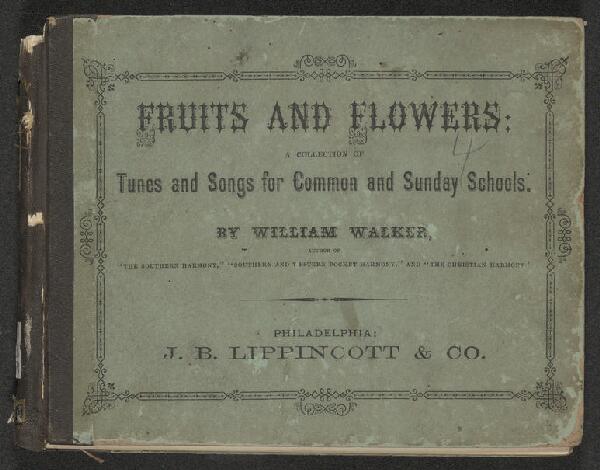 FRUITS AND FLOWERS:
4
A COLLECTION OF
Tunes and Songs for Common and Sunday Schools.
BY WILLIAM WALKER,
AUTHOR OF
"THE SOUTHERN HARMONY," "SOUTHERN AND WESTERN POCKET HARMONY," AND "THE CHRISTIAN HARMONY."
PHILADELPHIA:
J. B. LIPPINCOTT & CO.